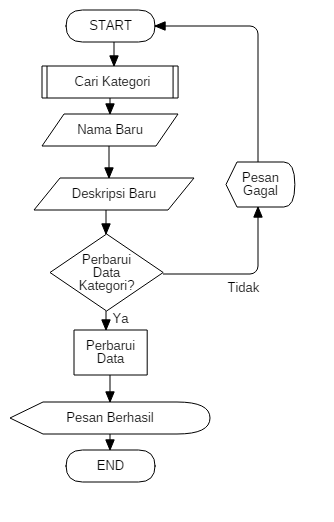 START
Cari Kategori
Nama Baru
Deskripsi Baru
Pesan
Gagal
Perbarui
Data
Kategori?
Tidak
Ya
Perbarui
Data
Pesan Berhasil
END